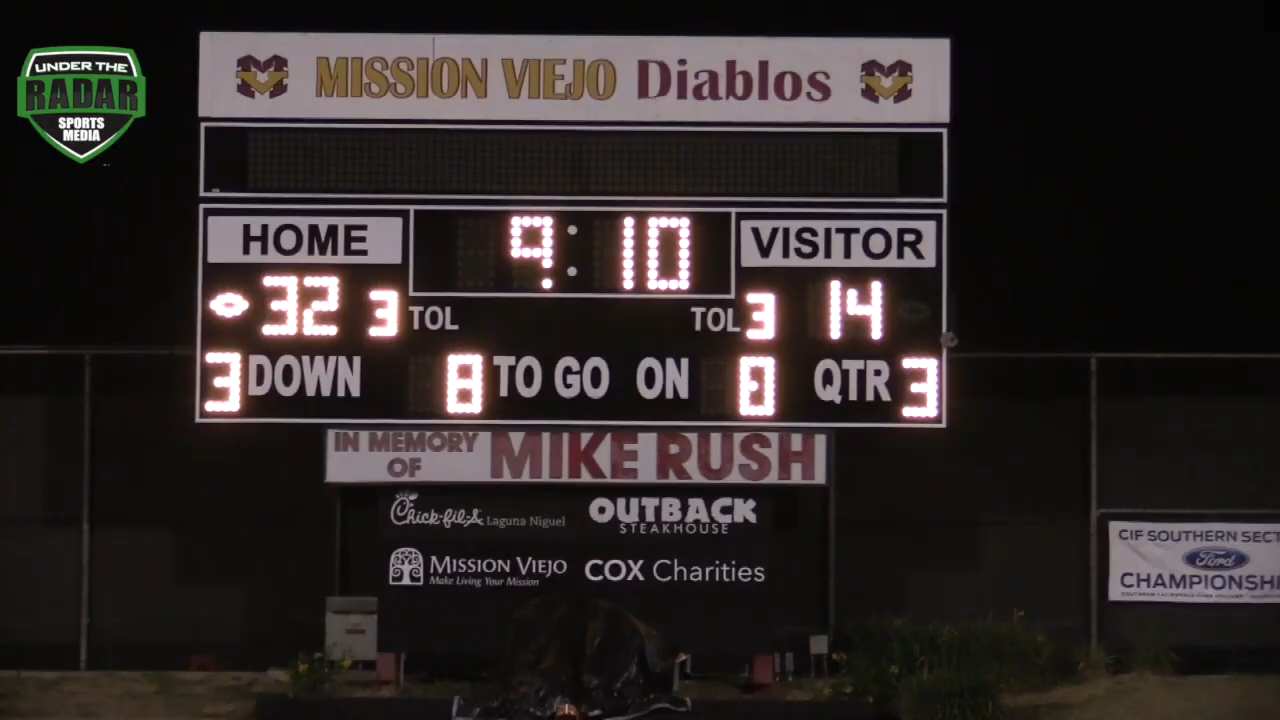 UNDER THE
RADAR
SPORTS
MEDIA
MISSION VIEJO Diablos
HOME 9:10 VISITOR
32 3 TOL TOL 3 14
3 DOWN 8 TO GO ON 0 QTR 3
IN MEMORY
OF
MIKE RUSH
Chick-fil-A Laguna Niguel
OUTBACK
STEAKHOUSE
MISSION VIEJO
Make Living Your Mission
COX Charities
CIF SOUTHERN SECT
Ford
CHAMPIONSHI